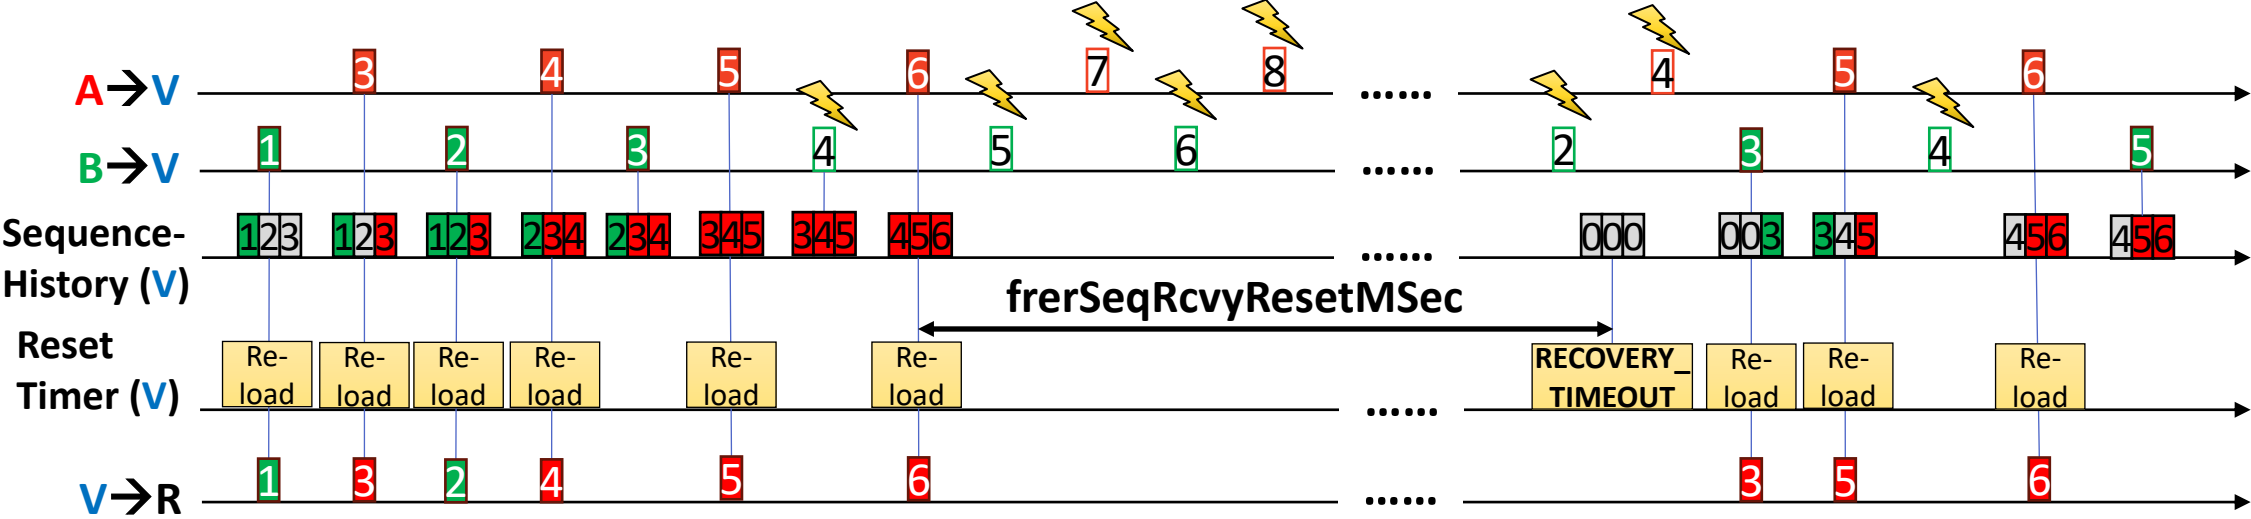 7 8 4
A→V 3 4 5 6 ...... 5 6
B→V 1 2 3 4 5 6 ...... 2 3 4 5
Sequence- 123 123 123 234 234 345 345 456 ...... 000 003 345 456 456
History (V)
frerSeqRcvyResetMSec
Reset Re- Re- Re- Re- Re- Re- RECOVERY_ Re- Re- Re-
Timer (V) load load load load load load ...... TIMEOUT load load load
V→R 1 3 2 4 5 6 ...... 3 5 6